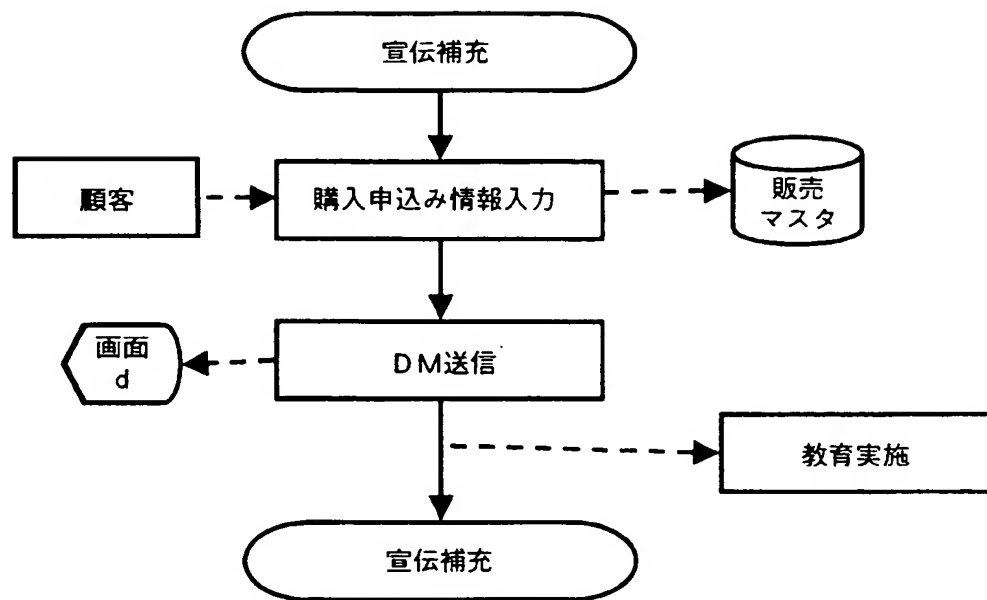 宣伝補充
顧客
購入申込み情報入力
販売
マスタ
画面
d
DM送信
教育実施
宣伝補充